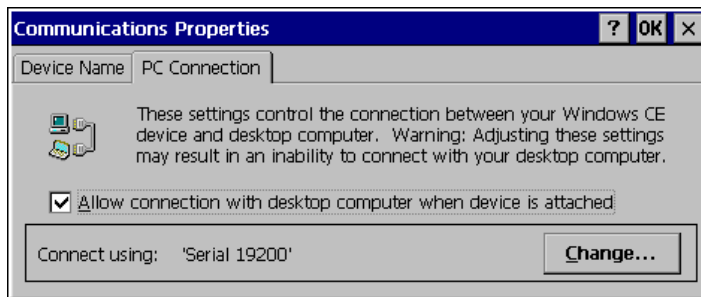 Communications Properties ? OK ×
Device Name PC Connection
These settings control the connection between your Windows CE
device and desktop computer. Warning: Adjusting these settings
may result in an inability to connect with your desktop computer.
Allow connection with desktop computer when device is attached
Connect using: 'Serial 19200' Change...